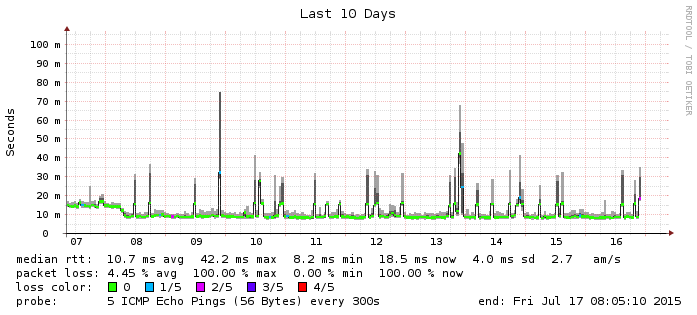 Last 10 Days
RRDTOOL / TOBI OETIKER
Seconds
100 m
90 m
80 m
70 m
60 m
50 m
40 m
30 m
20 m
10 m
0
07 08 09 10 11 12 13 14 15 16
median rtt: 10.7 ms avg 42.2 ms max 8.2 ms min 18.5 ms now 4.0 ms sd 2.7 am/s
packet loss: 4.45 % avg 100.00 % max 0.00 % min 100.00 % now
loss color: 0 1/5 2/5 3/5 4/5
probe: 5 ICMP Echo Pings (56 Bytes) every 300s end: Fri Jul 17 08:05:10 2015